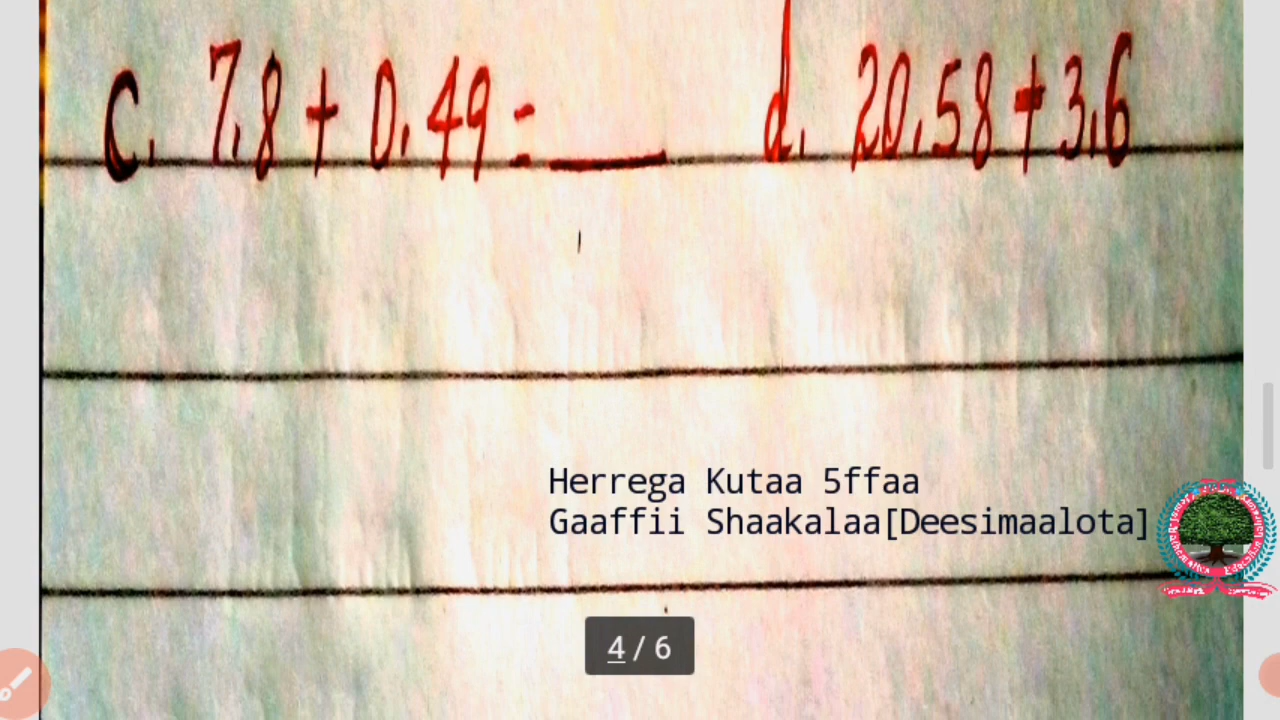 c. 7.8 + 0.49 = ___ d. 20.58 + 3.6
Herrega Kutaa 5ffaa
Gaaffii Shaakalaa[Deesimaalota]
4 / 6